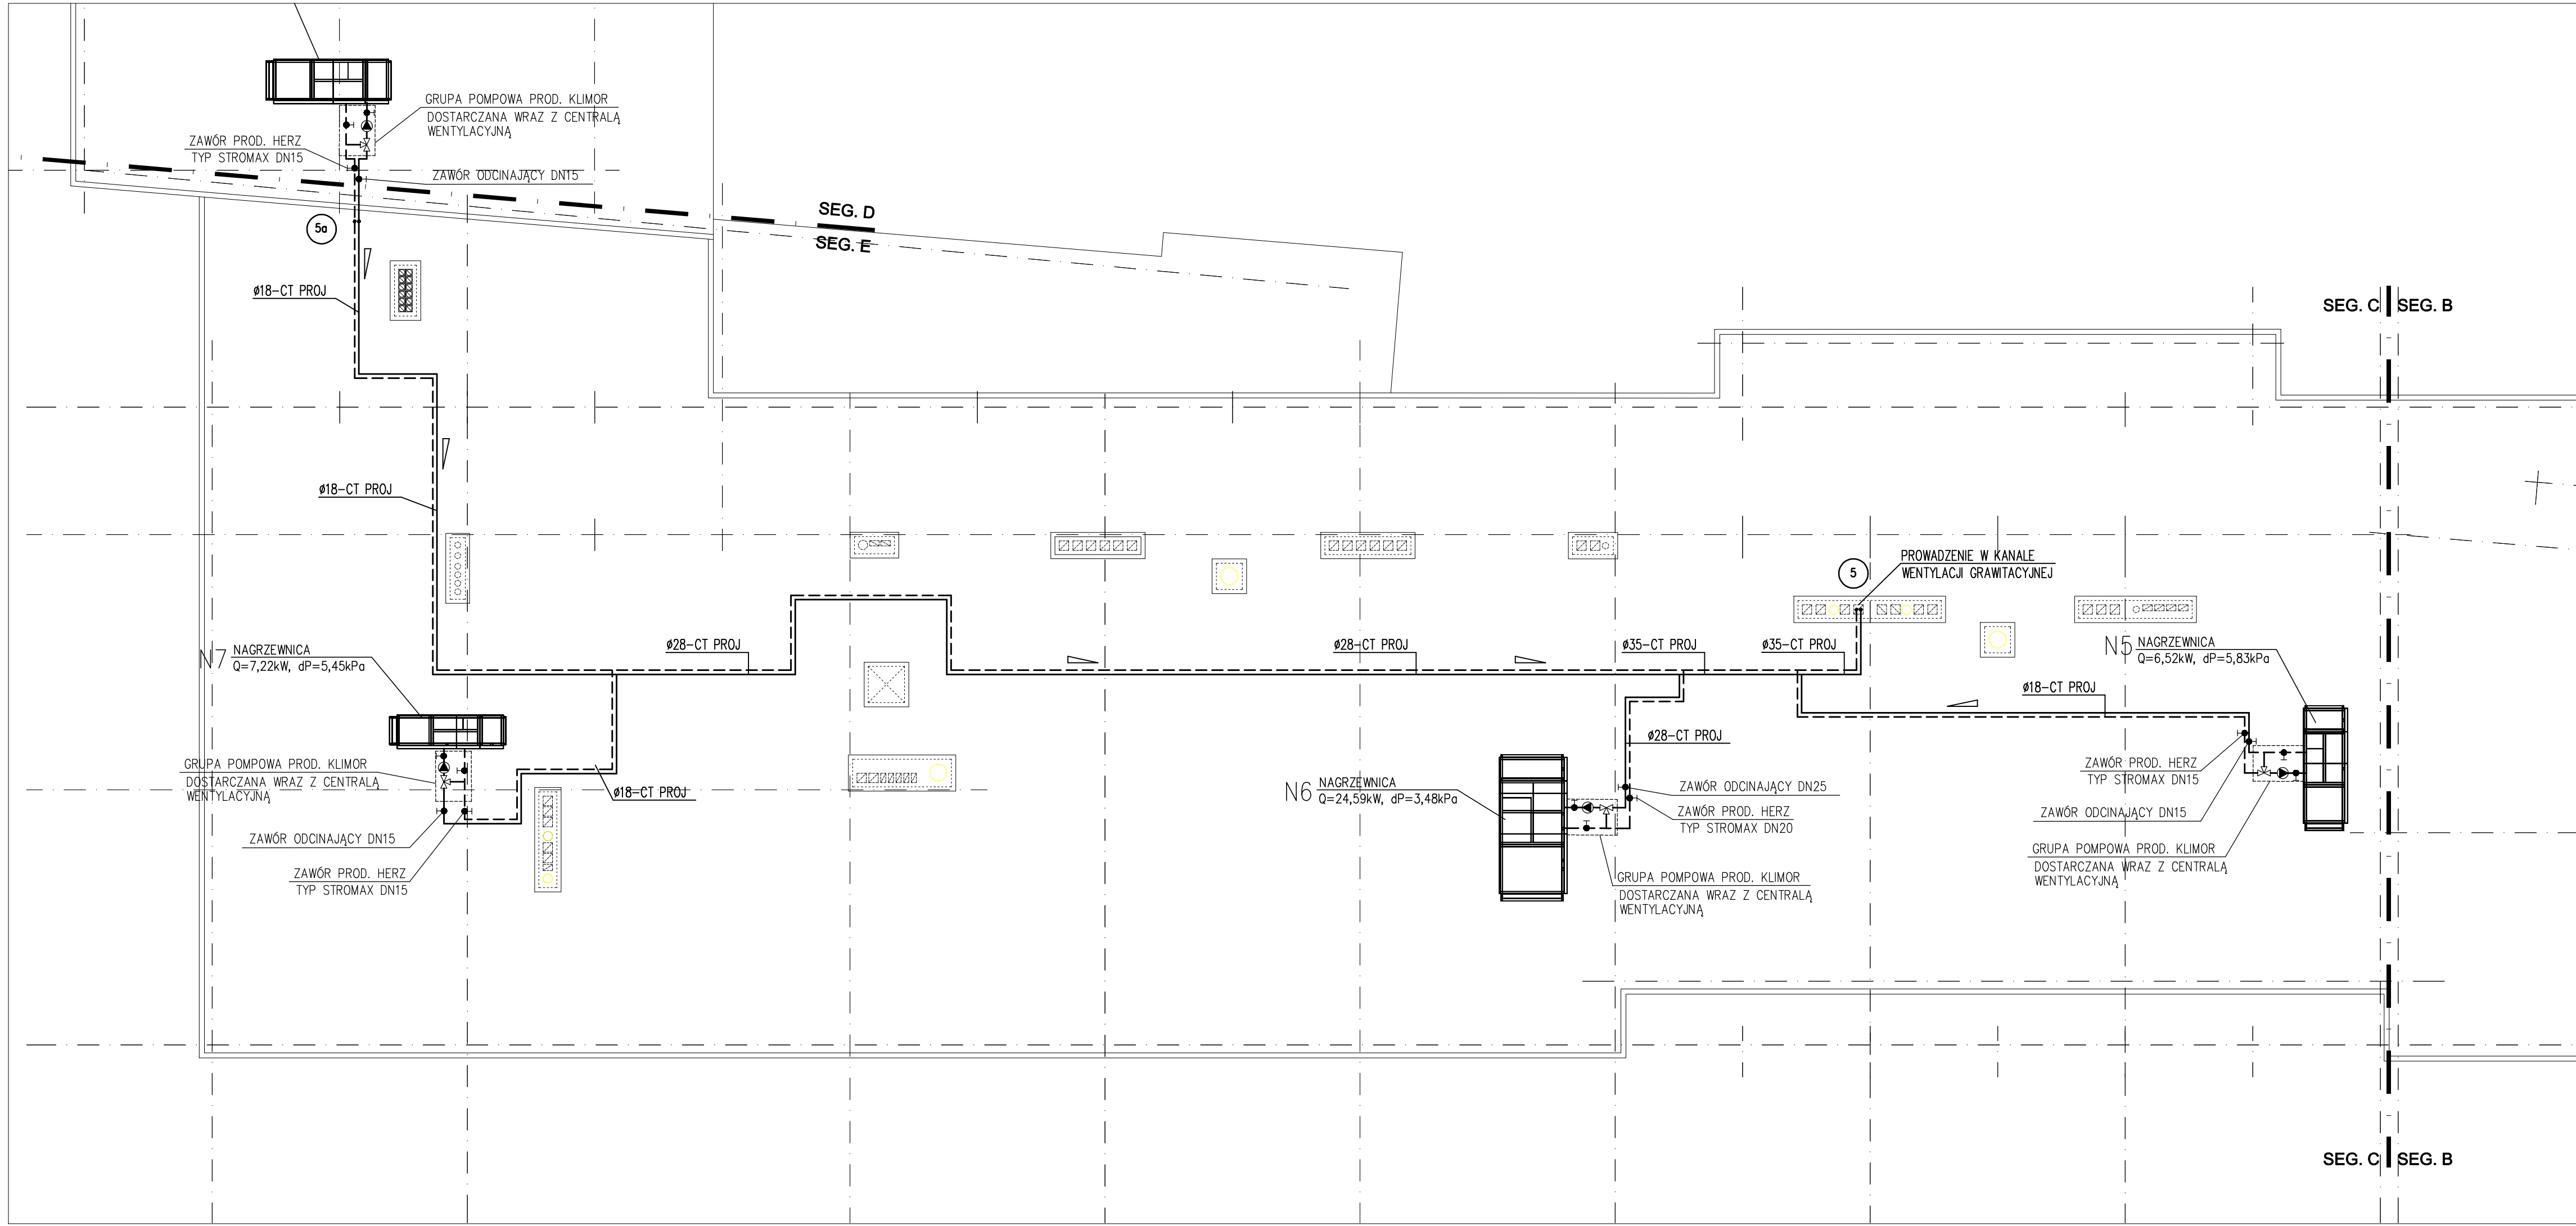 GRUPA POMPOWA PROD. KLIMOR
DOSTARCZANA WRAZ Z CENTRALĄ
WENTYLACYJNĄ
ZAWÓR PROD. HERZ
TYP STROMAX DN15
ZAWÓR ODCINAJĄCY DN15
SEG. D
SEG. E
5a
ø18-CT PROJ
SEG. C
SEG. B
ø18-CT PROJ
PROWADZENIE W KANALE
WENTYLACJI GRAWITACYJNEJ
5
N7
NAGRZEWNICA
Q=7,22kW, dP=5,45kPa
ø28-CT PROJ
ø28-CT PROJ
ø35-CT PROJ
ø35-CT PROJ
N5
NAGRZEWNICA
Q=6,52kW, dP=5,83kPa
ø18-CT PROJ
ø28-CT PROJ
GRUPA POMPOWA PROD. KLIMOR
DOSTARCZANA WRAZ Z CENTRALĄ
WENTYLACYJNĄ
ø18-CT PROJ
ZAWÓR ODCINAJĄCY DN15
ZAWÓR PROD. HERZ
TYP STROMAX DN15
N6
NAGRZEWNICA
Q=24,59kW, dP=3,48kPa
ZAWÓR ODCINAJĄCY DN25
ZAWÓR PROD. HERZ
TYP STROMAX DN20
GRUPA POMPOWA PROD. KLIMOR
DOSTARCZANA WRAZ Z CENTRALĄ
WENTYLACYJNĄ
ZAWÓR PROD. HERZ
TYP STROMAX DN15
ZAWÓR ODCINAJĄCY DN15
GRUPA POMPOWA PROD. KLIMOR
DOSTARCZANA WRAZ Z CENTRALĄ
WENTYLACYJNĄ
SEG. C
SEG. B